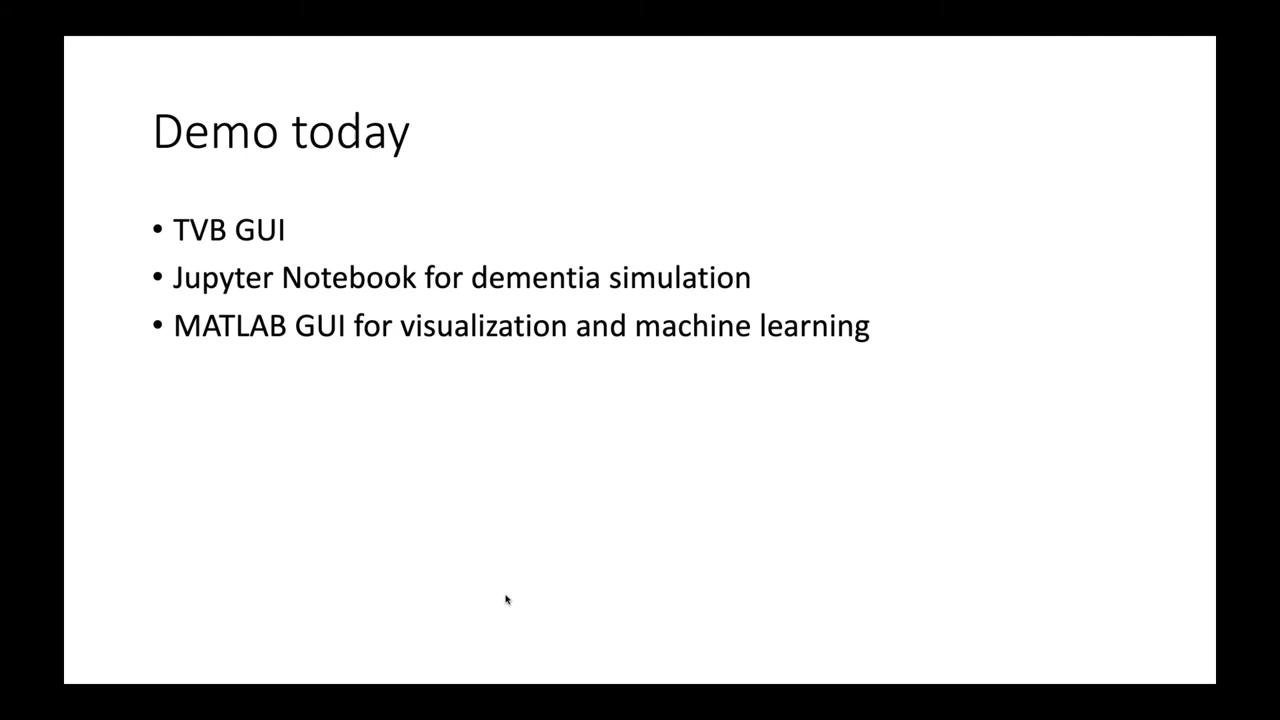 Demo today
• TVB GUI
• Jupyter Notebook for dementia simulation
• MATLAB GUI for visualization and machine learning